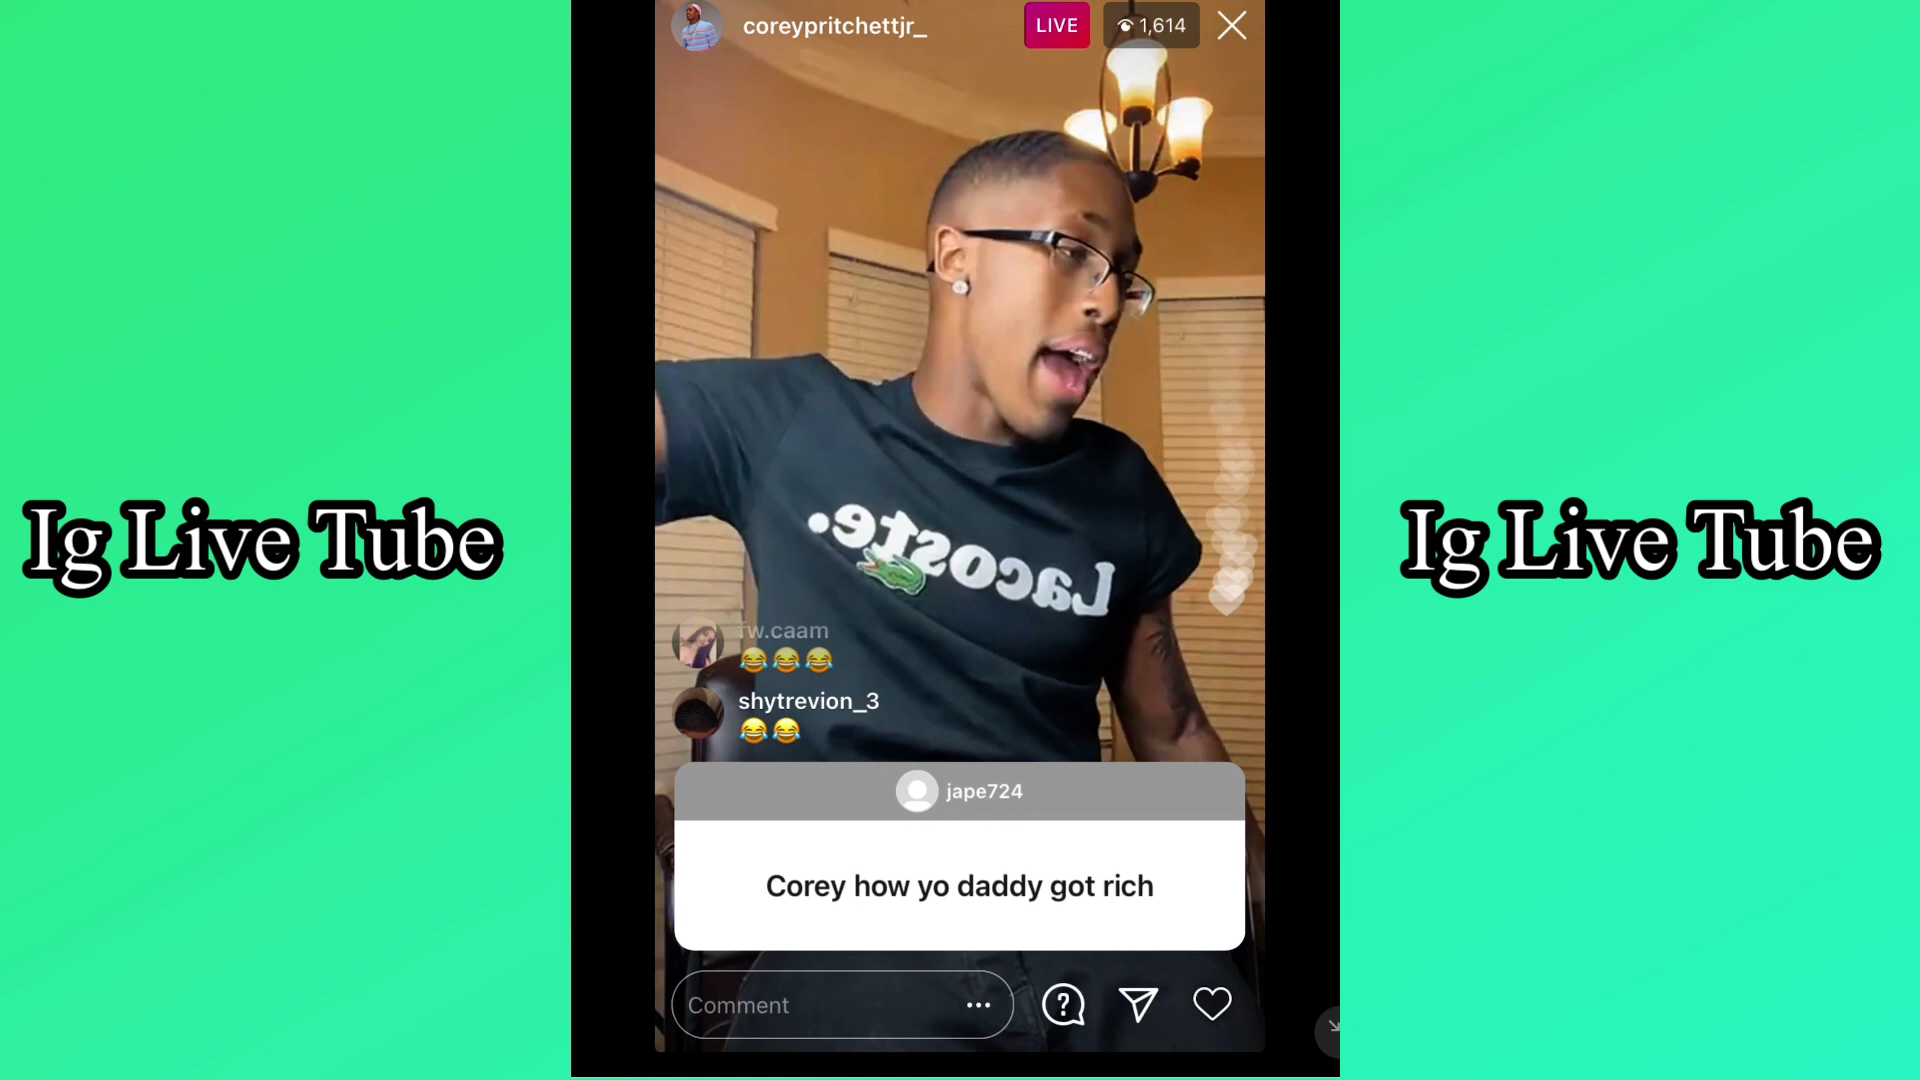 coreypritchettjr_
LIVE
1,614
Ig Live Tube
Ig Live Tube
Lacoste.
fw.caam
😂😂😂
shytrevion_3
😂😂
jape724
Corey how yo daddy got rich
Comment